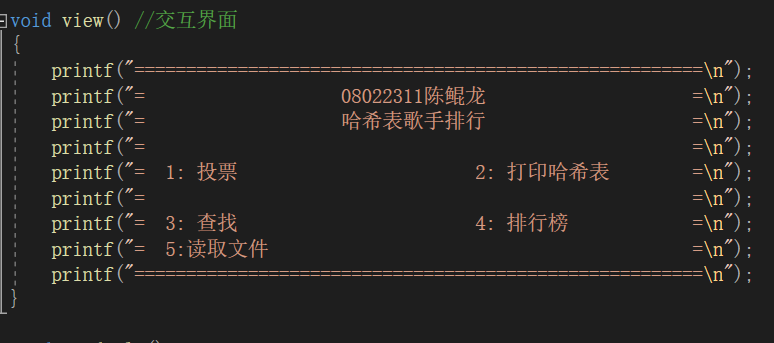 void view() //交互界面
{
printf("=======================================================\n");
printf("=                   08022311陈鲲龙                    =\n");
printf("=                   哈希表歌手排行                    =\n");
printf("=                                                     =\n");
printf("=  1: 投票                       2: 打印哈希表        =\n");
printf("=                                                     =\n");
printf("=  3: 查找                       4: 排行榜            =\n");
printf("=  5:读取文件                                         =\n");
printf("=======================================================\n");
}